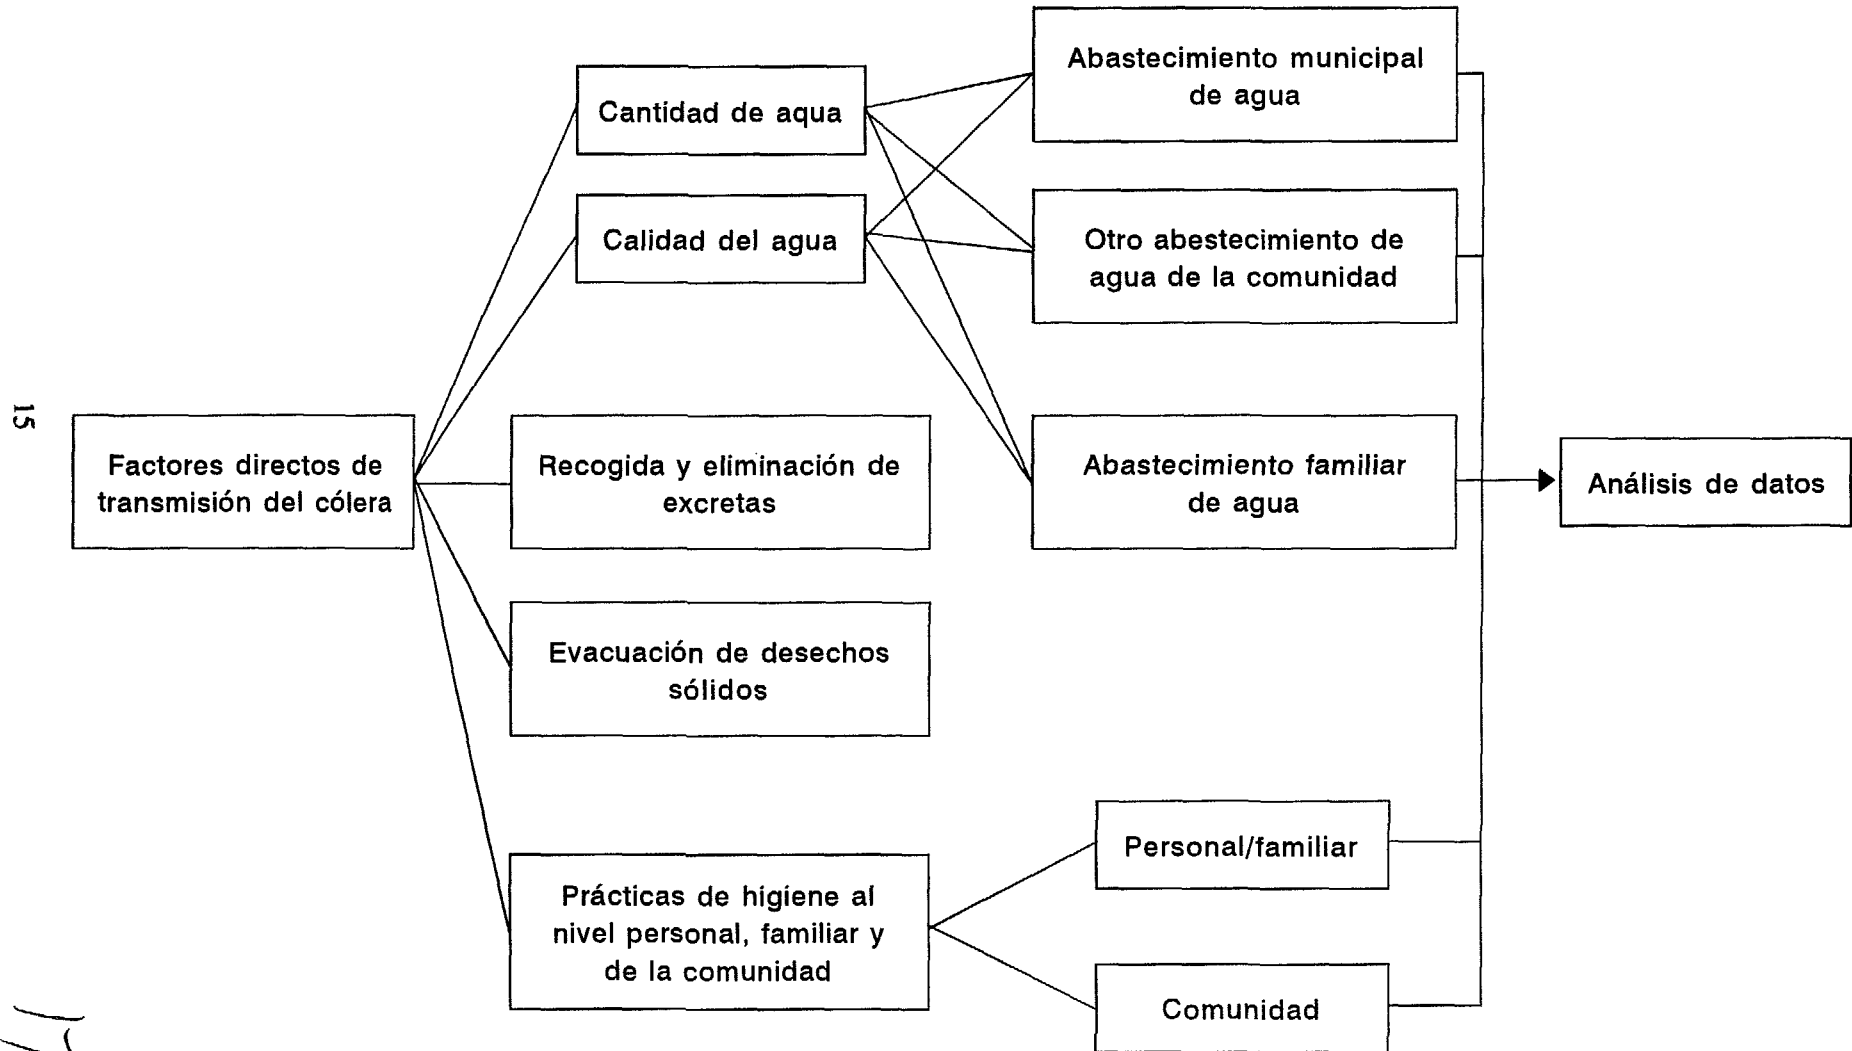 Abastecimiento municipal
de agua
Cantidad de aqua
Calidad del agua
Otro abestecimiento de
agua de la comunidad
15
Factores directos de
transmisión del cólera
Recogida y eliminación de
excretas
Abastecimiento familiar
de agua
Análisis de datos
Evacuación de desechos
sólidos
Prácticas de higiene al
nivel personal, familiar y
de la comunidad
Personal/familiar
Comunidad